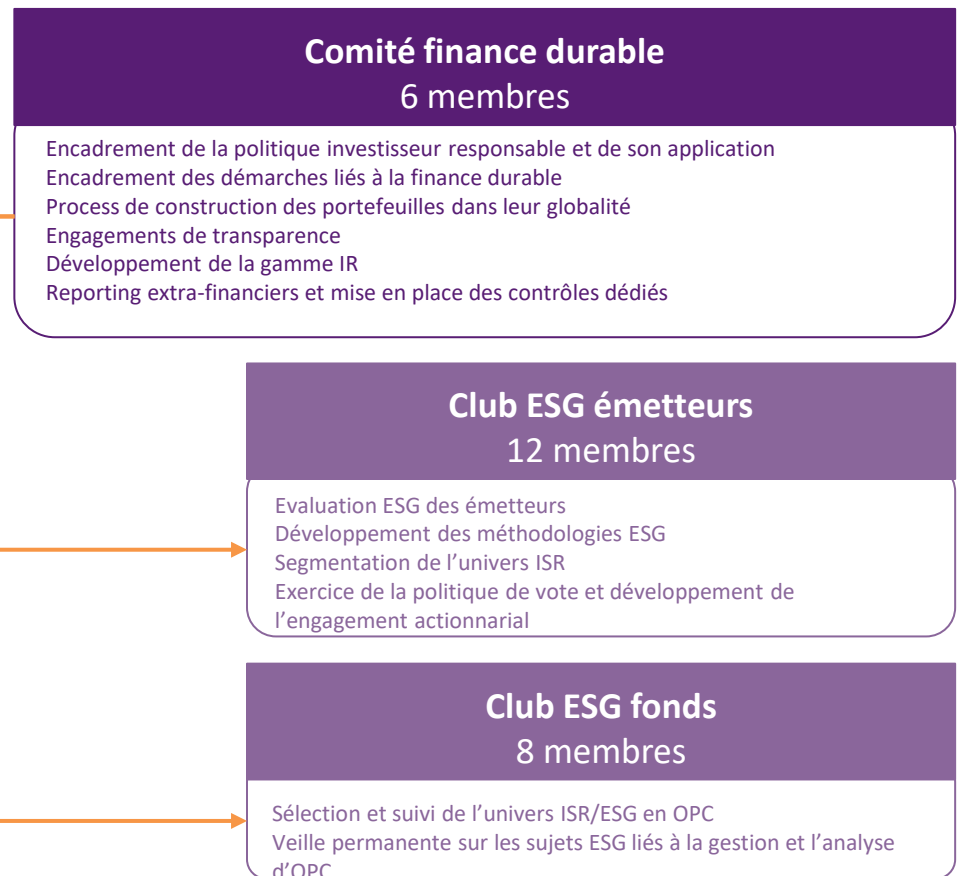 Comité finance durable
6 membres
Encadrement de la politique investisseur responsable et de son application
Encadrement des démarches liés à la finance durable
Process de construction des portefeuilles dans leur globalité
Engagements de transparence
Développement de la gamme IR
Reporting extra-financiers et mise en place des contrôles dédiés
Club ESG émetteurs
12 membres
Evaluation ESG des émetteurs
Développement des méthodologies ESG
Segmentation de l’univers ISR
Exercice de la politique de vote et développement de
l’engagement actionnarial
Club ESG fonds
8 membres
Sélection et suivi de l’univers ISR/ESG en OPC
Veille permanente sur les sujets ESG liés à la gestion et l’analyse
d’OPC